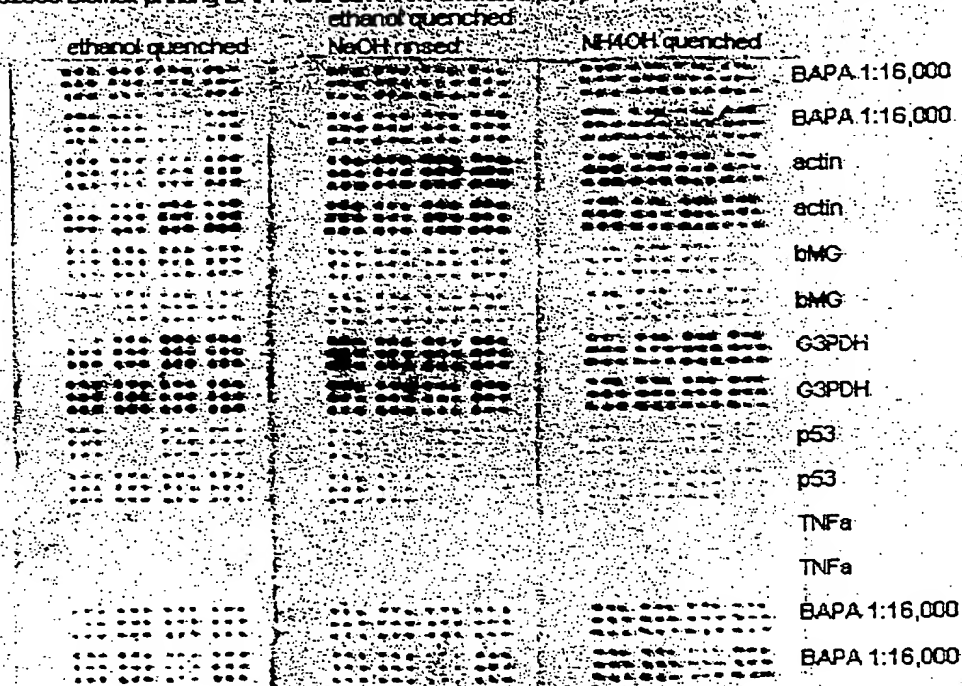 ethanol quenched
ethanol quenched NaOH rinsed NH4OH quenched
BAPA 1:16,000
BAPA 1:16,000
actin
actin
bMG
bMG
G3PDH
G3PDH
p53
p53
TNFa
TNFa
BAPA 1:16,000
BAPA 1:16,000